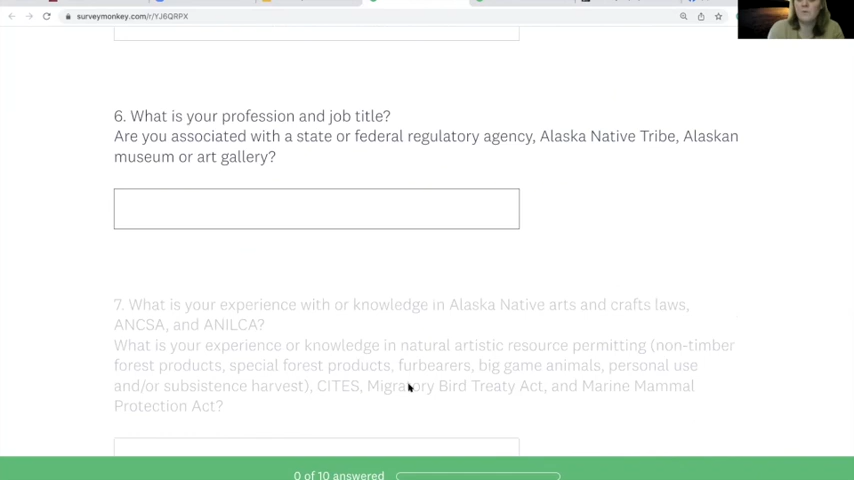 surveymonkey.com/r/YJ6QRPX
6. What is your profession and job title?
Are you associated with a state or federal regulatory agency, Alaska Native Tribe, Alaskan
museum or art gallery?
7. What is your experience with or knowledge in Alaska Native arts and crafts laws,
ANCSA, and ANILCA?
What is your experience or knowledge in natural artistic resource permitting (non-timber
forest products, special forest products, furbearers, big game animals, personal use
and/or subsistence harvest), CITES, Migratory Bird Treaty Act, and Marine Mammal
Protection Act?
0 of 10 answered